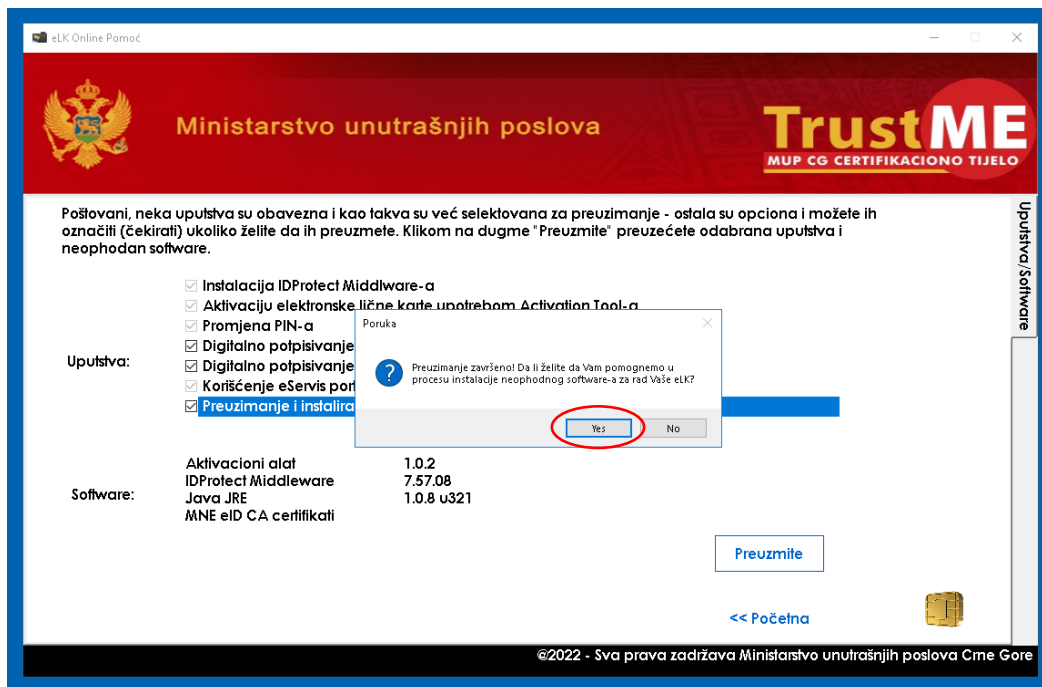 eLK Online Pomoć
Ministarstvo unutrašnjih poslova
TrustME
MUP CG CERTIFIKACIONO TIJELO
Poštovani, neka uputstva su obavezna i kao takva su već selektovana za preuzimanje - ostala su opciona i možete ih
označiti (čekirati) ukoliko želite da ih preuzmete. Klikom na dugme "Preuzmite" preuzećete odabrana uputstva i
neophodan software.
Uputstva/Software
Uputstva:
Instalacija IDProtect Middlware-a
Aktivaciju elektronske lične karte upotrebom Activation Tool-a
Promjena PIN-a
Digitalno potpisivanje
Digitalno potpisivanje
Korišćenje eServis port
Preuzimanje i instalira
Poruka
Preuzimanje završeno! Da li želite da Vam pomognemo u
procesu instalacije neophodnog software-a za rad Vaše eLK?
Yes No
Software:
Aktivacioni alat 1.0.2
IDProtect Middleware 7.57.08
Java JRE 1.0.8 u321
MNE eID CA certifikati
Preuzmite
<< Početna
©2022 - Sva prava zadržava Ministarstvo unutrašnjih poslova Crne Gore